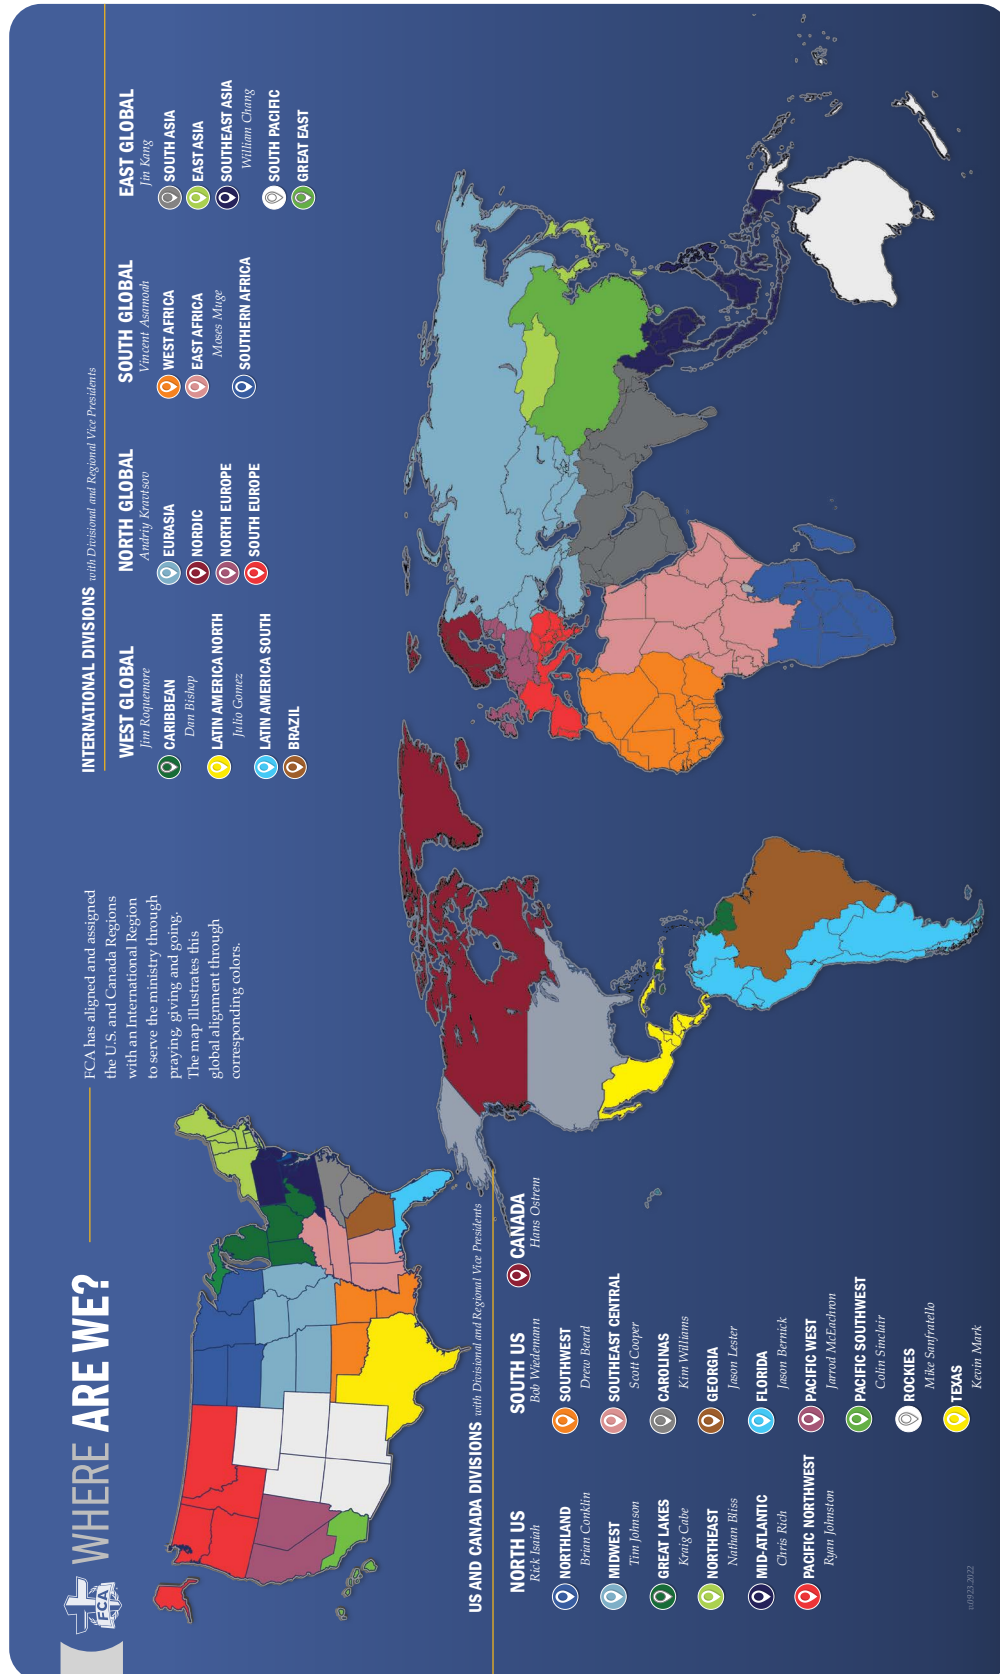 FCA
WHERE ARE WE?
FCA has aligned and assigned
the U.S. and Canada Regions
with an International Region
to serve the ministry through
praying, giving and going.
The map illustrates this
global alignment through
corresponding colors.
INTERNATIONAL DIVISIONS with Divisional and Regional Vice Presidents
WEST GLOBAL
Jim Roquemore
CARIBBEAN
Dan Bishop
LATIN AMERICA NORTH
Julio Gomez
LATIN AMERICA SOUTH
BRAZIL
NORTH GLOBAL
Andriy Kravtsov
EURASIA
NORDIC
NORTH EUROPE
SOUTH EUROPE
SOUTH GLOBAL
Vincent Asamoah
WEST AFRICA
EAST AFRICA
Moses Muge
SOUTHERN AFRICA
EAST GLOBAL
Jin Kang
SOUTH ASIA
EAST ASIA
SOUTHEAST ASIA
William Chang
SOUTH PACIFIC
GREAT EAST
US AND CANADA DIVISIONS with Divisional and Regional Vice Presidents
NORTH US
Rick Isaiah
NORTHLAND
Brian Conklin
MIDWEST
Tim Johnson
GREAT LAKES
Kraig Cabe
NORTHEAST
Nathan Bliss
MID-ATLANTIC
Chris Rich
PACIFIC NORTHWEST
Ryan Johnston
SOUTH US
Bob Wiedemann
SOUTHWEST
Drew Beard
SOUTHEAST CENTRAL
Scott Cooper
CAROLINAS
Kim Williams
GEORGIA
Jason Lester
FLORIDA
Jason Bernick
PACIFIC WEST
Jarrod McEachron
PACIFIC SOUTHWEST
Colin Sinclair
ROCKIES
Mike Sanfratello
TEXAS
Kevin Mark
CANADA
Hans Ostrem
v.09.23.2022